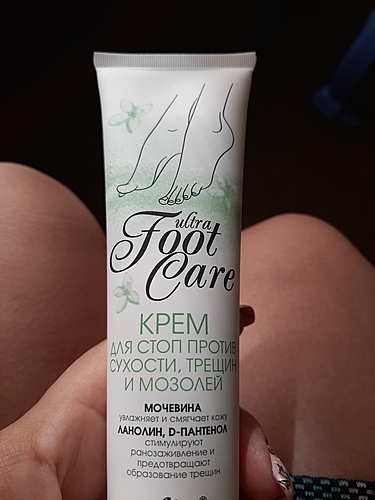 ultra
Foot
Care
КРЕМ
ДЛЯ СТОП ПРОТИВ
СУХОСТИ, ТРЕЩИН
И МОЗОЛЕЙ
МОЧЕВИНА
увлажняет и смягчает кожу
ЛАНОЛИН, D-ПАНТЕНОЛ
стимулируют
ранозаживление и
предотвращают
образование трещин